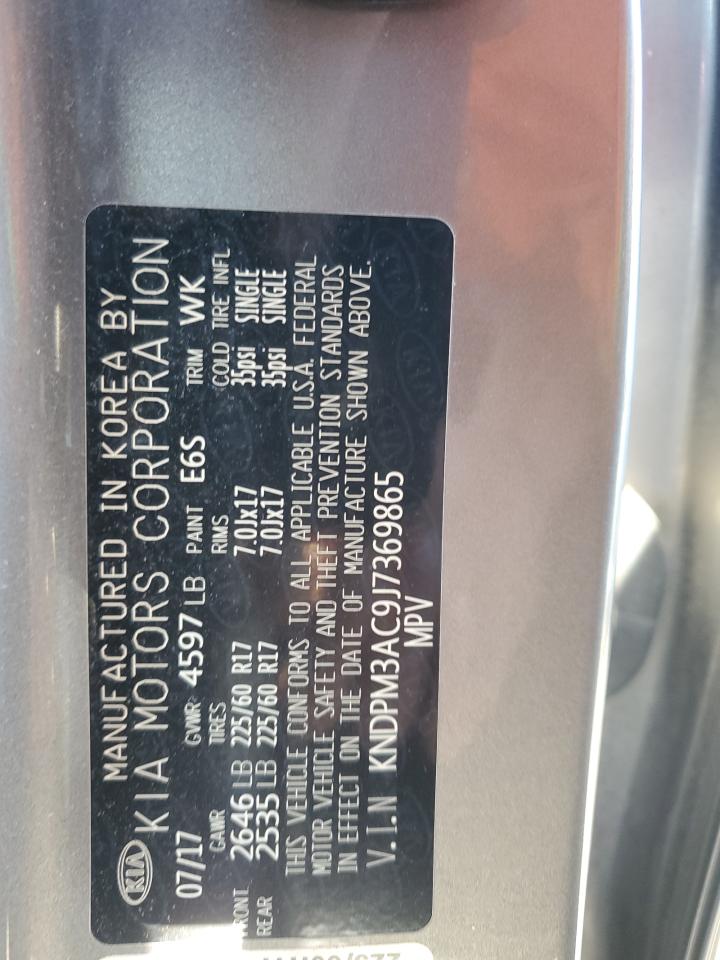 MANUFACTURED IN KOREA BY
KIA KIA MOTORS CORPORATION
07/17 GVWR 4597 LB PAINT E6S TRIM WK
GAWR TIRES RIMS COLD TIRE INFL
FRONT 2646 LB 225/60 R17 7.0Jx17 35psi SINGLE
REAR 2535 LB 225/60 R17 7.0Jx17 35psi SINGLE
THIS VEHICLE CONFORMS TO ALL APPLICABLE U.S.A. FEDERAL
MOTOR VEHICLE SAFETY AND THEFT PREVENTION STANDARDS
IN EFFECT ON THE DATE OF MANUFACTURE SHOWN ABOVE.
V.I.N KNDPM3AC9J7369865
MPV